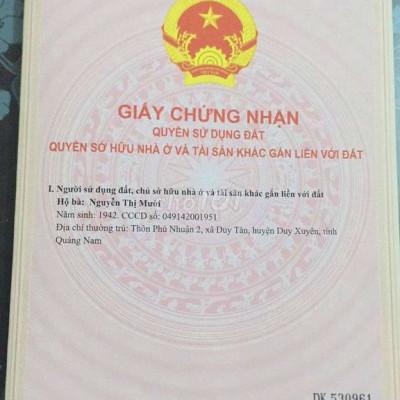 GIẤY CHỨNG NHẬN
QUYỀN SỬ DỤNG ĐẤT
QUYỀN SỞ HỮU NHÀ Ở VÀ TÀI SẢN KHÁC GẮN LIỀN VỚI ĐẤT
I. Người sử dụng đất, chủ sở hữu nhà ở và tài sản khác gắn liền với đất
Hộ bà: Nguyễn Thị Mười
Năm sinh: 1942. CCCD số: 049142001951
Địa chỉ thường trú: Thôn Phú Nhuận 2, xã Duy Tân, huyện Duy Xuyên, tỉnh
Quảng Nam
DK 530961